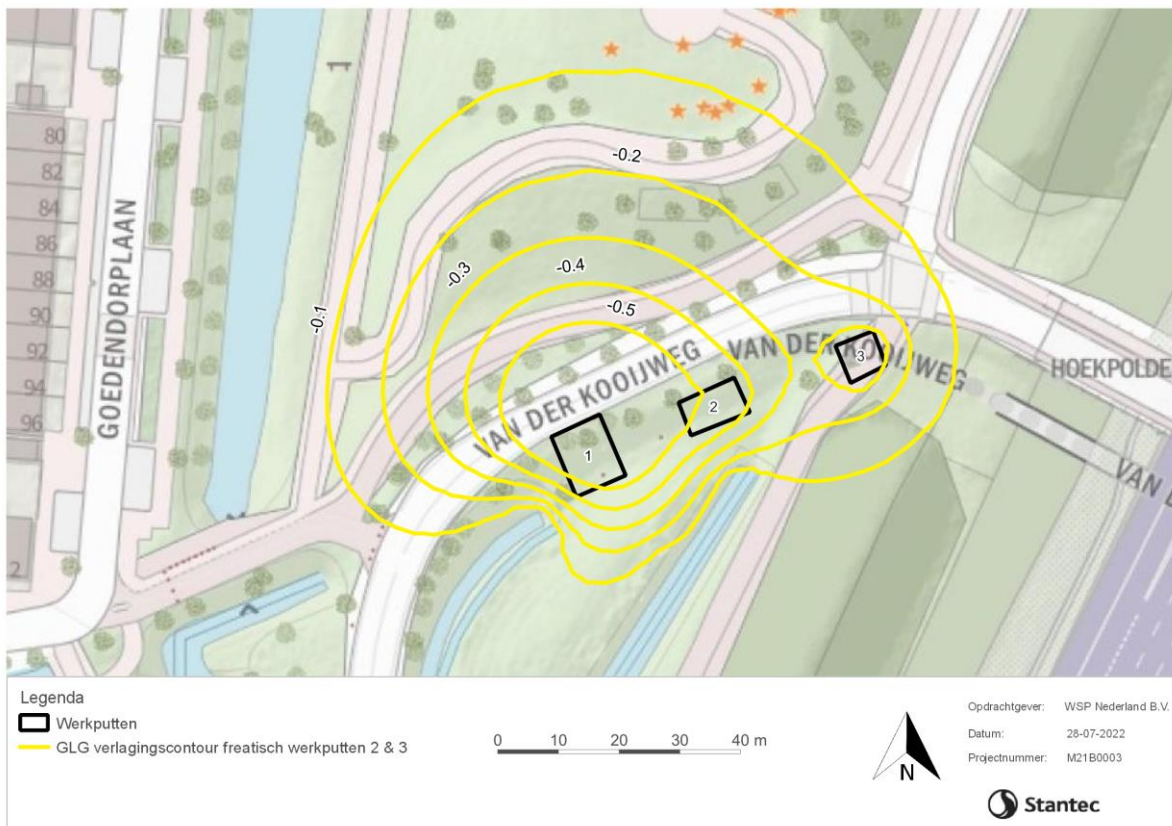 80
82
84
86
88
90
92
94
96
2
GOEDENDORPLAAN
-0.1
-0.2
-0.3
-0.4
-0.5
VAN DER KOOIJWEG
VAN DER KOOIJWEG
HOEKPOLDE
1
2
3
Legenda
Werkputten
GLG verlagingscontour freatisch werkputten 2 & 3
0 10 20 30 40 m
N
Opdrachtgever: WSP Nederland B.V.
Datum: 28-07-2022
Projectnummer: M21B0003
Stantec